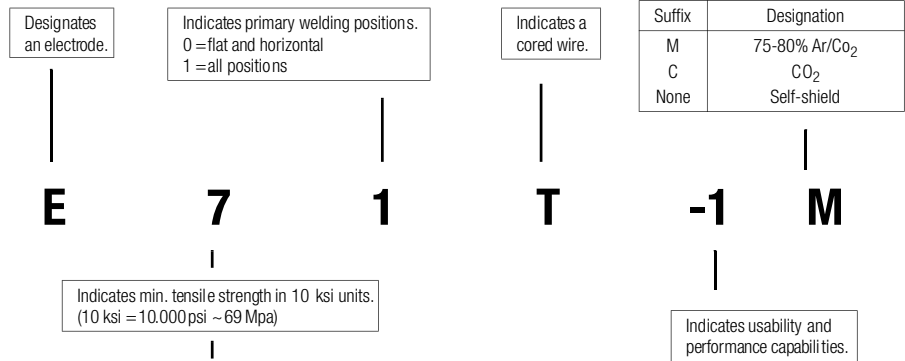 Designates
an electrode.
Indicates primary welding positions.
0 = flat and horizontal
1 = all positions
Indicates a
cored wire.
Suffix Designation
M 75-80% Ar/Co2
C CO2
None Self-shield
E 7 1 T -1 M
Indicates min. tensile strength in 10 ksi units.
(10 ksi = 10.000 psi ~ 69 Mpa)
Indicates usability and
performance capabilities.